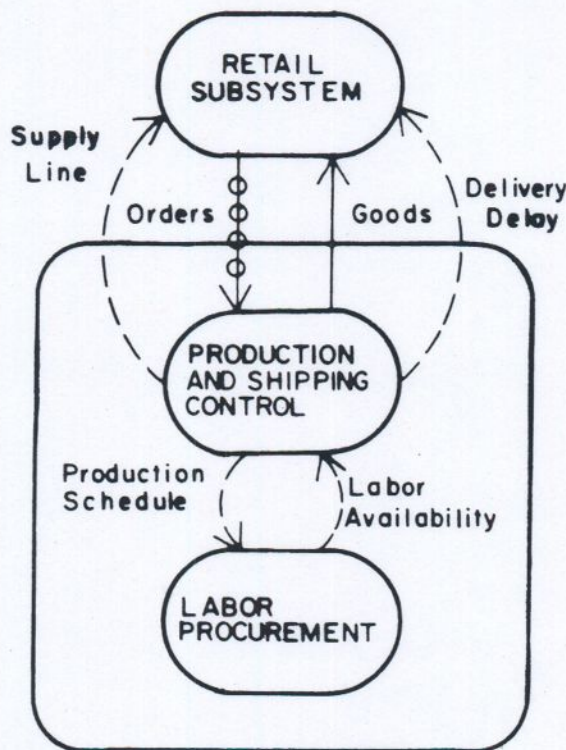 RETAIL
SUBSYSTEM
Supply
Line
Orders
Goods
Delivery
Delay
PRODUCTION
AND SHIPPING
CONTROL
Production
Schedule
Labor
Availability
LABOR
PROCUREMENT